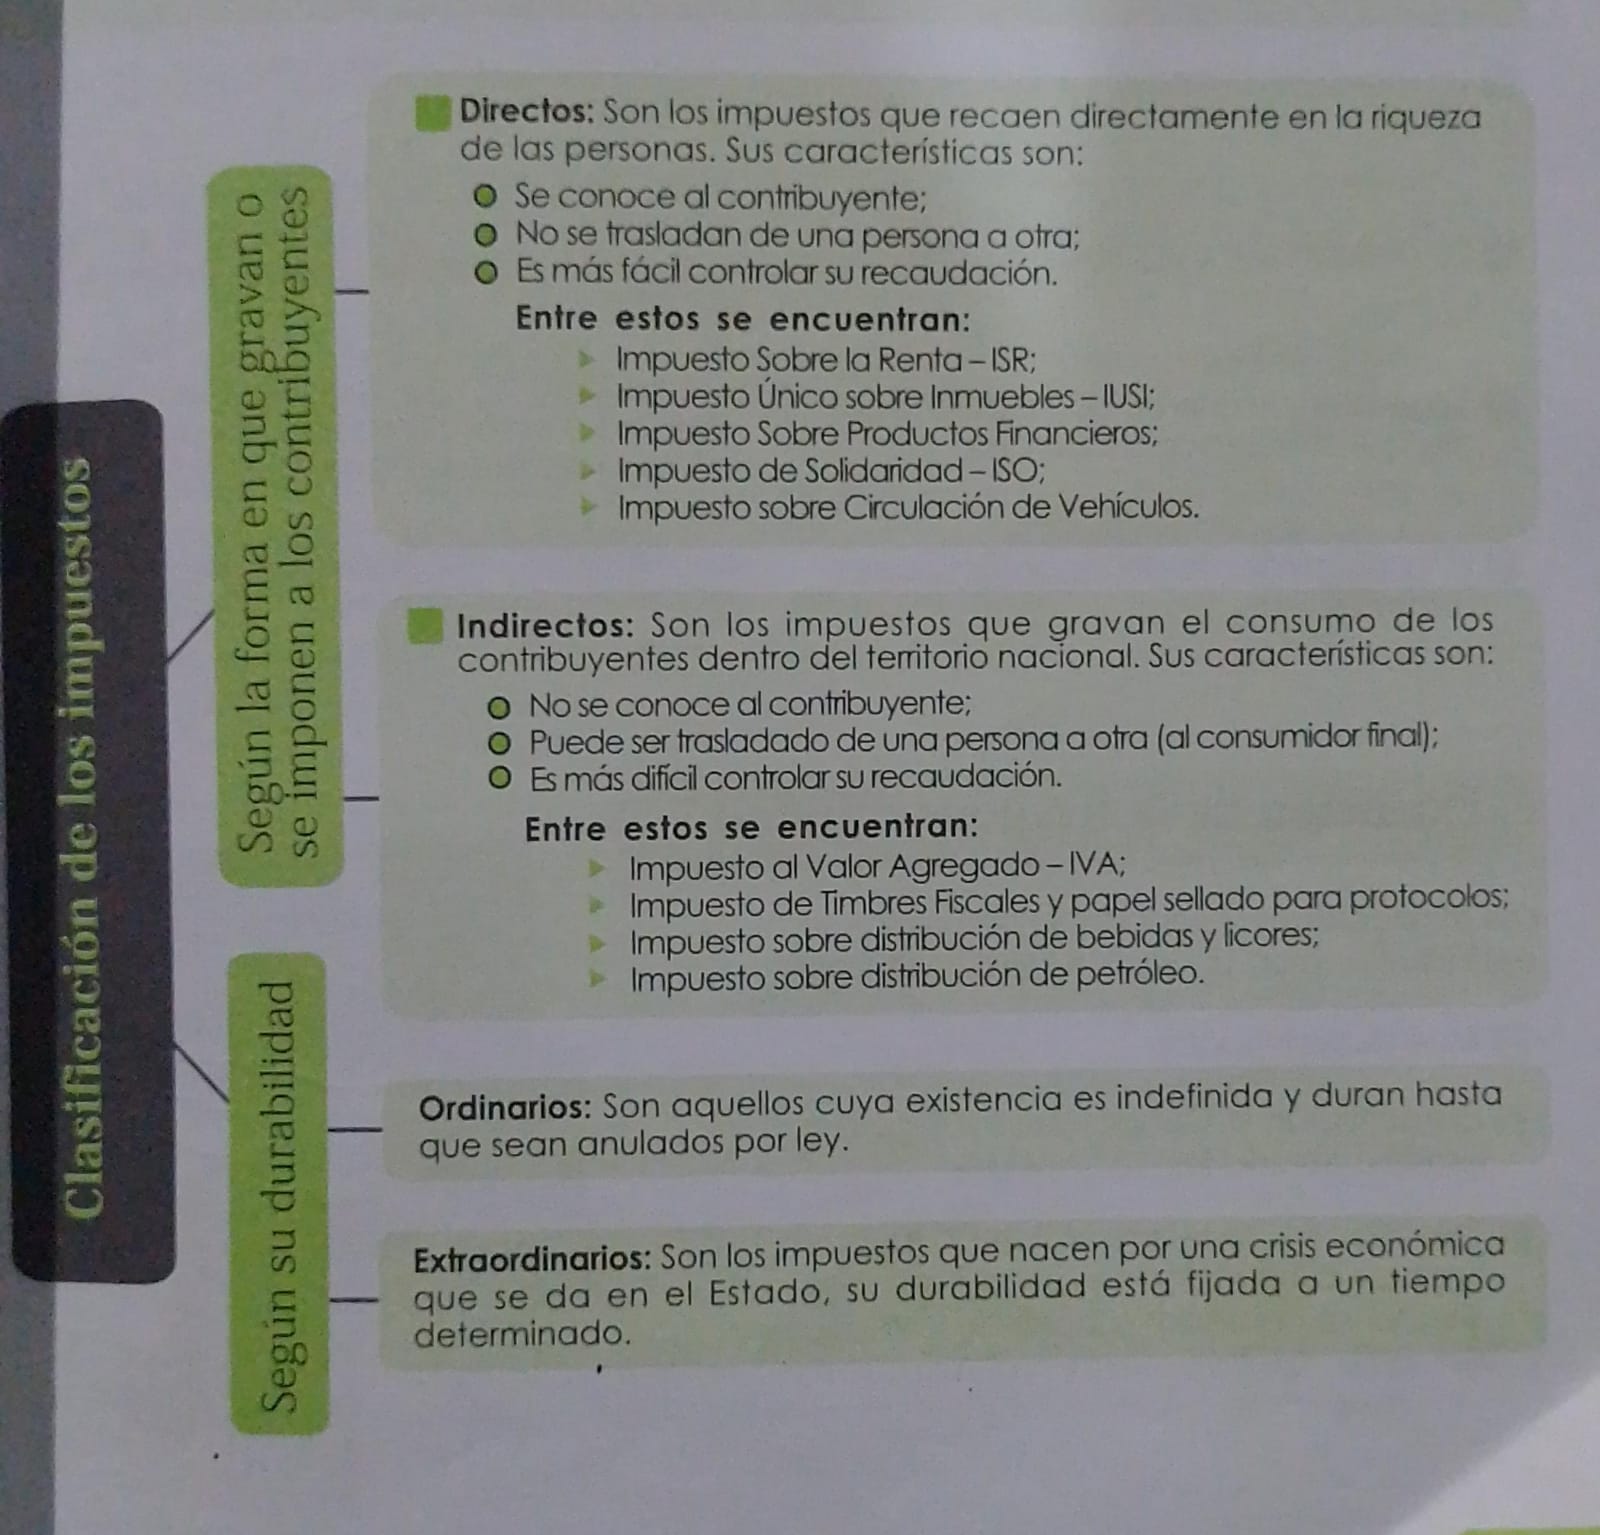 Clasificación de los impuestos
Según la forma en que gravan o
se imponen a los contribuyentes
Directos: Son los impuestos que recaen directamente en la riqueza
de las personas. Sus características son:
Se conoce al contribuyente;
No se trasladan de una persona a otra;
Es más fácil controlar su recaudación.
Entre estos se encuentran:
Impuesto Sobre la Renta – ISR;
Impuesto Único sobre Inmuebles – IUSI;
Impuesto Sobre Productos Financieros;
Impuesto de Solidaridad – ISO;
Impuesto sobre Circulación de Vehículos.
Indirectos: Son los impuestos que gravan el consumo de los
contribuyentes dentro del territorio nacional. Sus características son:
No se conoce al contribuyente;
Puede ser trasladado de una persona a otra (al consumidor final);
Es más difícil controlar su recaudación.
Entre estos se encuentran:
Impuesto al Valor Agregado – IVA;
Impuesto de Timbres Fiscales y papel sellado para protocolos;
Impuesto sobre distribución de bebidas y licores;
Impuesto sobre distribución de petróleo.
Según su durabilidad
Ordinarios: Son aquellos cuya existencia es indefinida y duran hasta
que sean anulados por ley.
Extraordinarios: Son los impuestos que nacen por una crisis económica
que se da en el Estado, su durabilidad está fijada a un tiempo
determinado.